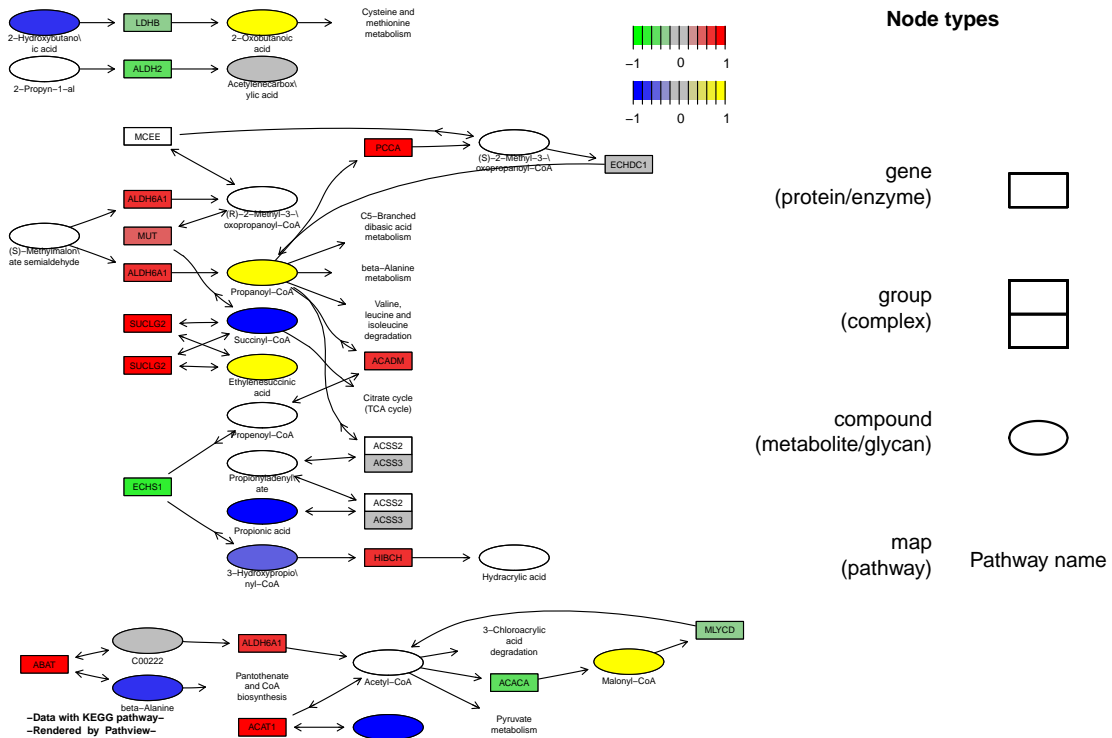 2−Hydroxybutano\
ic acid
LDHB
2−Oxobutanoic
acid
Cysteine and
methionine
metabolism
2−Propyn−1−al
ALDH2
Acetylenecarbox\
ylic acid
−1
0
1
−1
0
1
Node types
MCEE
PCCA
(S)−2−Methyl−3−\
oxopropanoyl−CoA
ECHDC1
ALDH6A1
(R)−2−Methyl−3−\
oxopropanoyl−CoA
MUT
(S)−Methylmalon\
ate semialdehyde
ALDH6A1
Propanoyl−CoA
C5−Branched
dibasic acid
metabolism
beta−Alanine
metabolism
Valine,
leucine and
isoleucine
degradation
SUCLG2
Succinyl−CoA
SUCLG2
Ethylenesuccinic
acid
ACADM
Citrate cycle
(TCA cycle)
Propenoyl−CoA
ACSS2
ACSS3
Propionyladenyl\
ate
ECHS1
ACSS2
ACSS3
Propionic acid
3−Hydroxypropio\
nyl−CoA
HIBCH
Hydracrylic acid
gene
(protein/enzyme)
group
(complex)
compound
(metabolite/glycan)
map
(pathway)
Pathway name
ABAT
C00222
ALDH6A1
beta−Alanine
Pantothenate
and CoA
biosynthesis
Acetyl−CoA
3−Chloroacrylic
acid
degradation
ACACA
Malonyl−CoA
MLYCD
Pyruvate
metabolism
ACAT1
−Data with KEGG pathway−
−Rendered by Pathview−